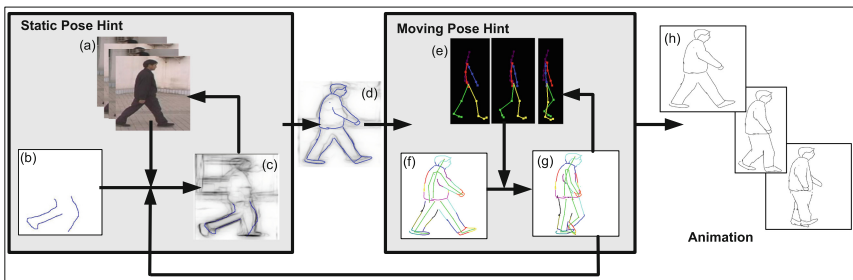 Static Pose Hint
(a)
(b)
(c)
(d)
Moving Pose Hint
(e)
(f)
(g)
(h)
Animation